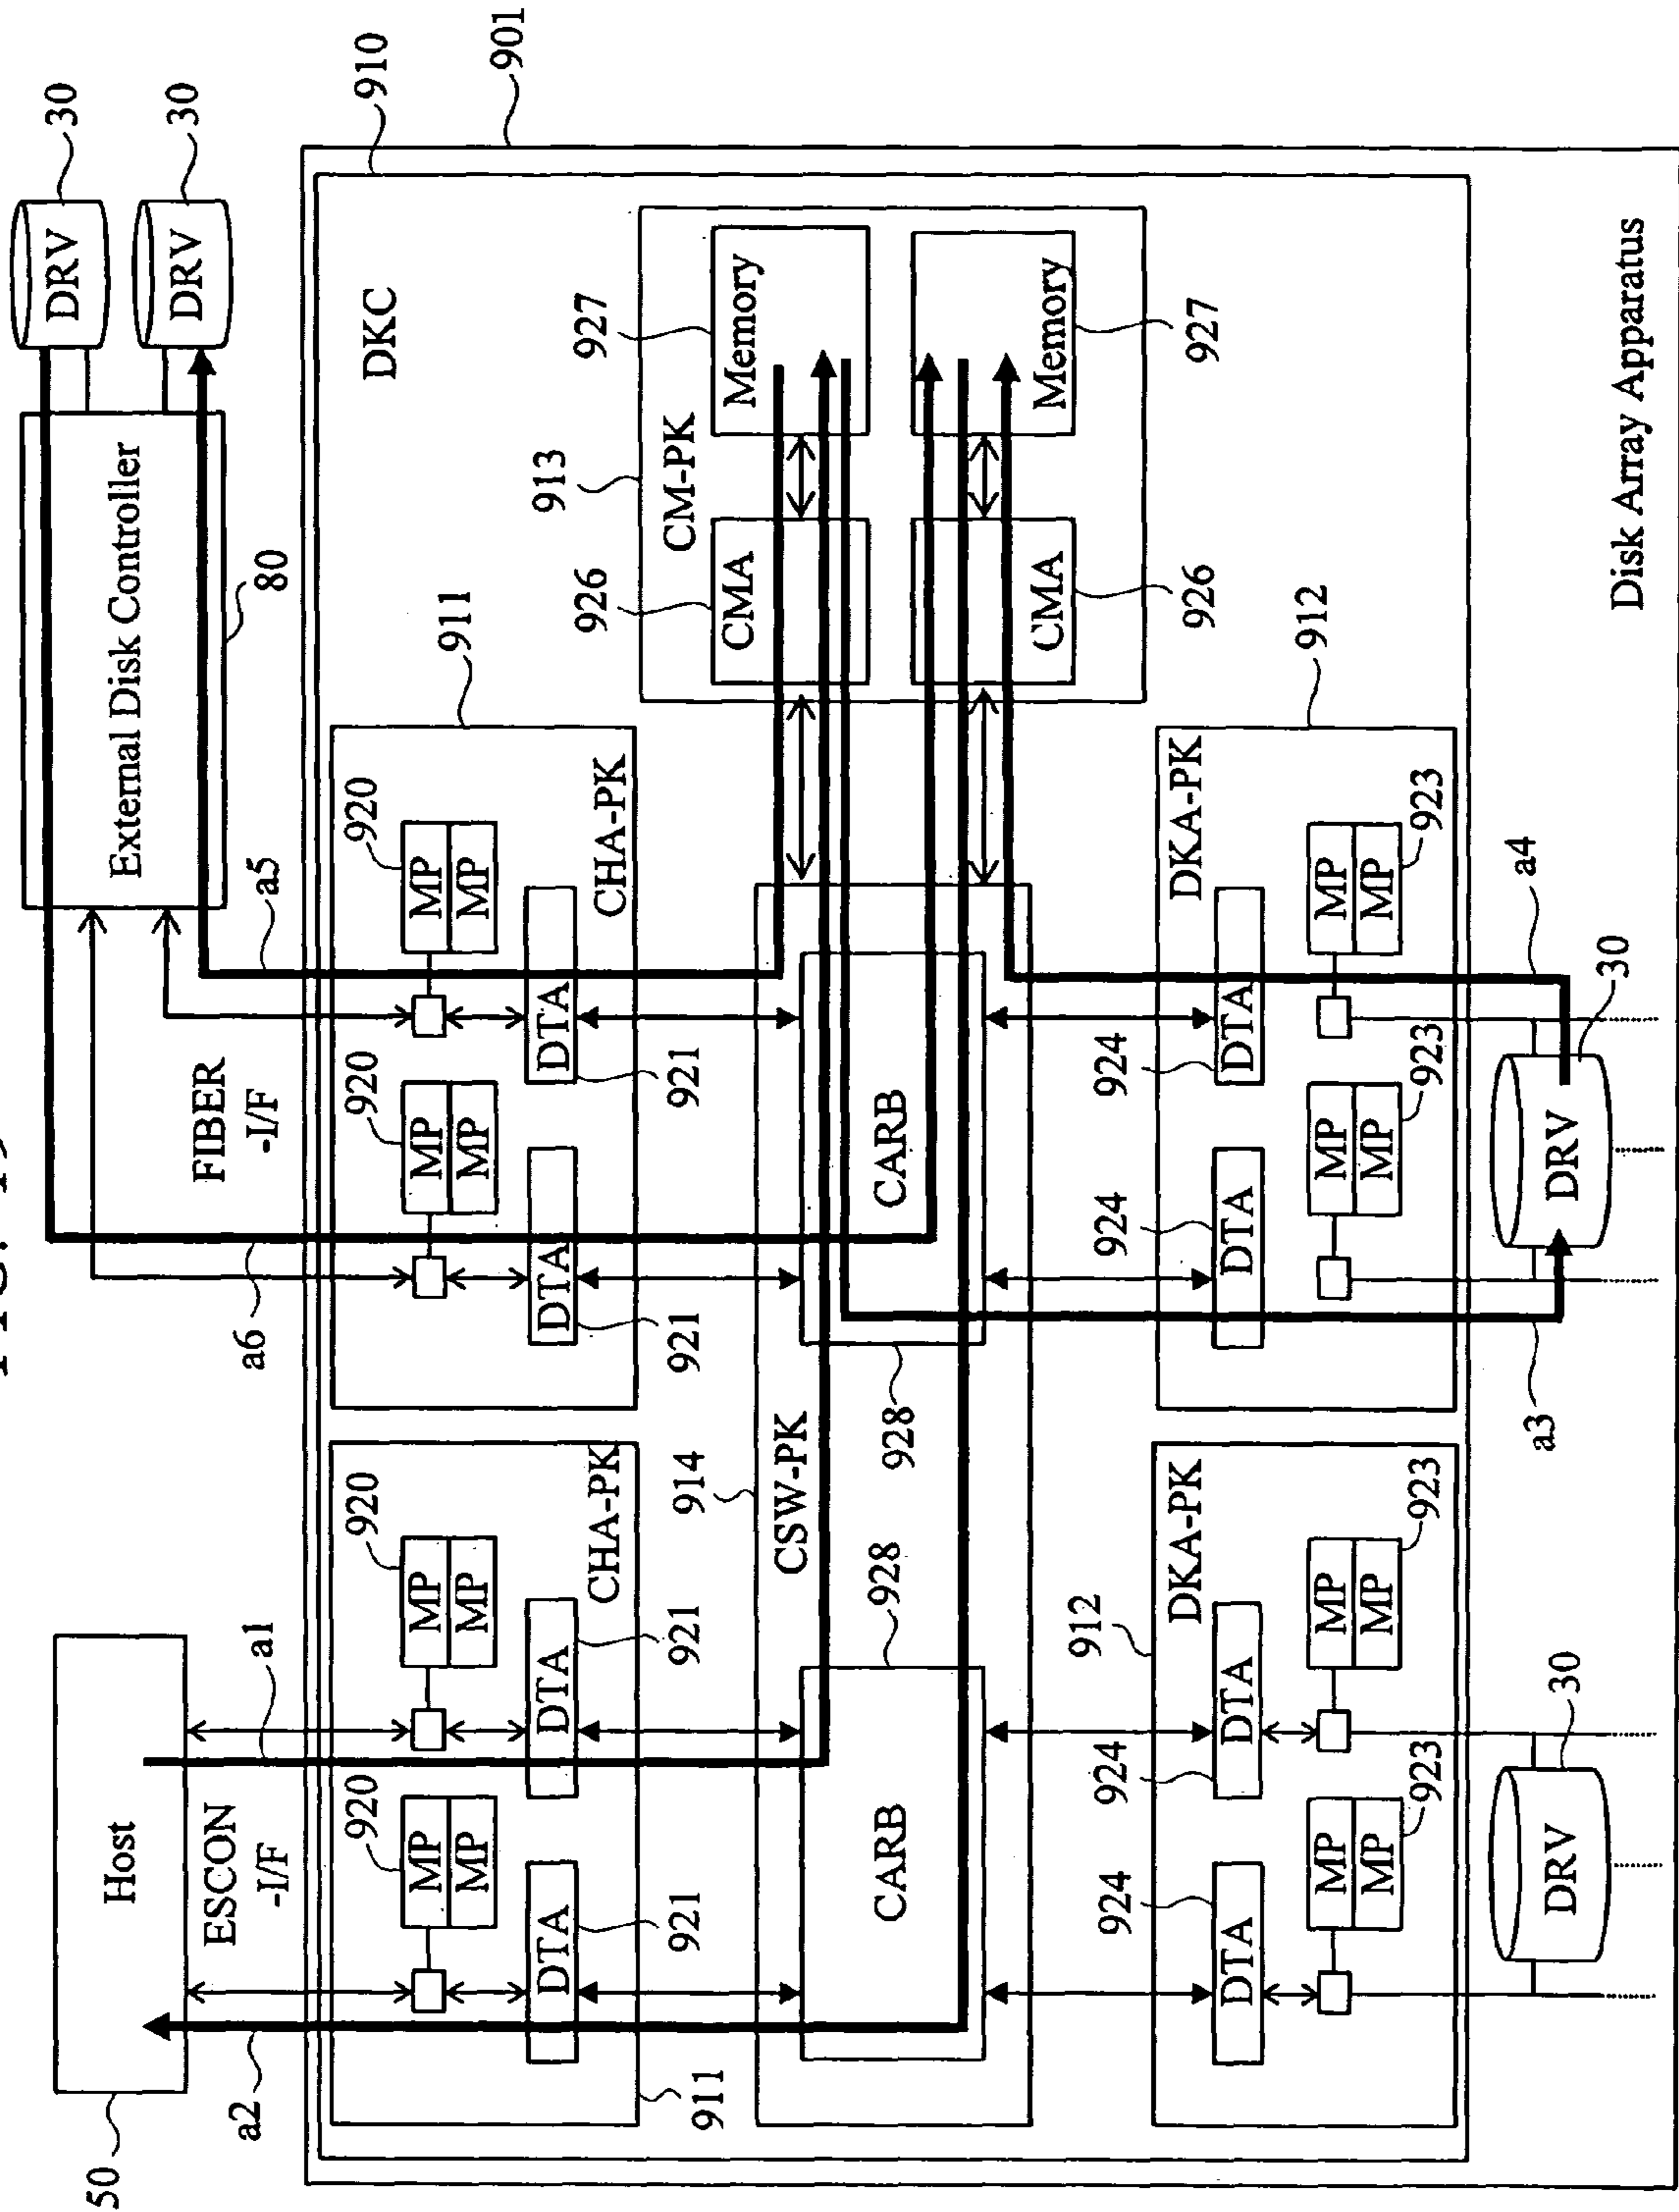 50
Host
External Disk Controller
80
DRV
30
DRV
30
ESCON
-I/F
FIBER
-I/F
a2
a1
a6
a5
910
901
911
920
MP
MP
920
MP
MP
DTA
921
DTA
921
CHA-PK
920
MP
MP
920
MP
MP
DTA
921
DTA
921
CHA-PK
911
DKC
914
CSW-PK
CARB
928
CARB
928
913
CM-PK
CMA
926
Memory
927
CMA
926
Memory
927
912
DKA-PK
DTA
924
DTA
924
MP
MP
923
MP
MP
923
DKA-PK
912
DTA
924
DTA
924
MP
MP
923
MP
MP
923
DRV
30
DRV
30
a3
a4
Disk Array Apparatus